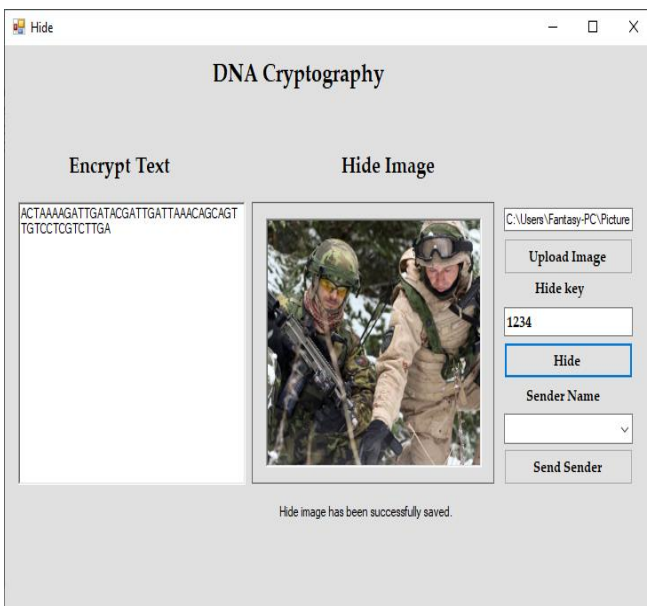 Hide
DNA Cryptography
Encrypt Text
Hide Image
ACTAAAAGATTGATACGATTGATTAAACAGCAGT
TGTCCTCGTCTTGA
C:\Users\Fantasy-PC\Picture
Upload Image
Hide key
1234
Hide
Sender Name
Send Sender
Hide image has been successfully saved.